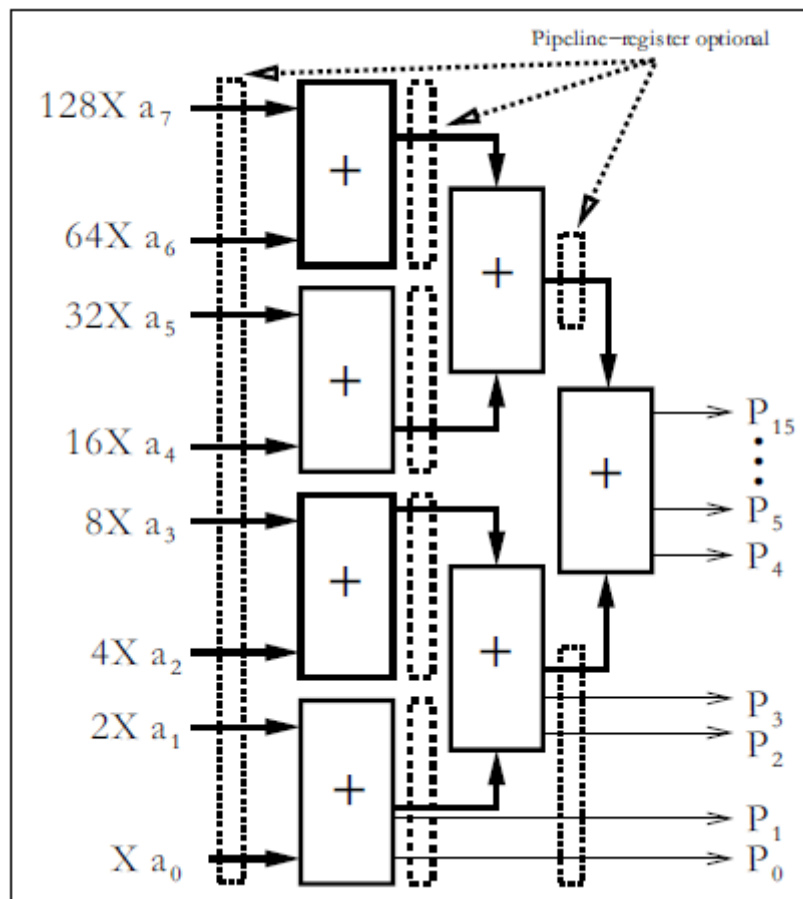 Pipeline-register optional
128X a₇
+
64X a₆
+
32X a₅
+
P₁₅
16X a₄
+
P₅
8X a₃
P₄
+
+
4X a₂
P₃
2X a₁
P₂
+
P₁
X a₀
P₀